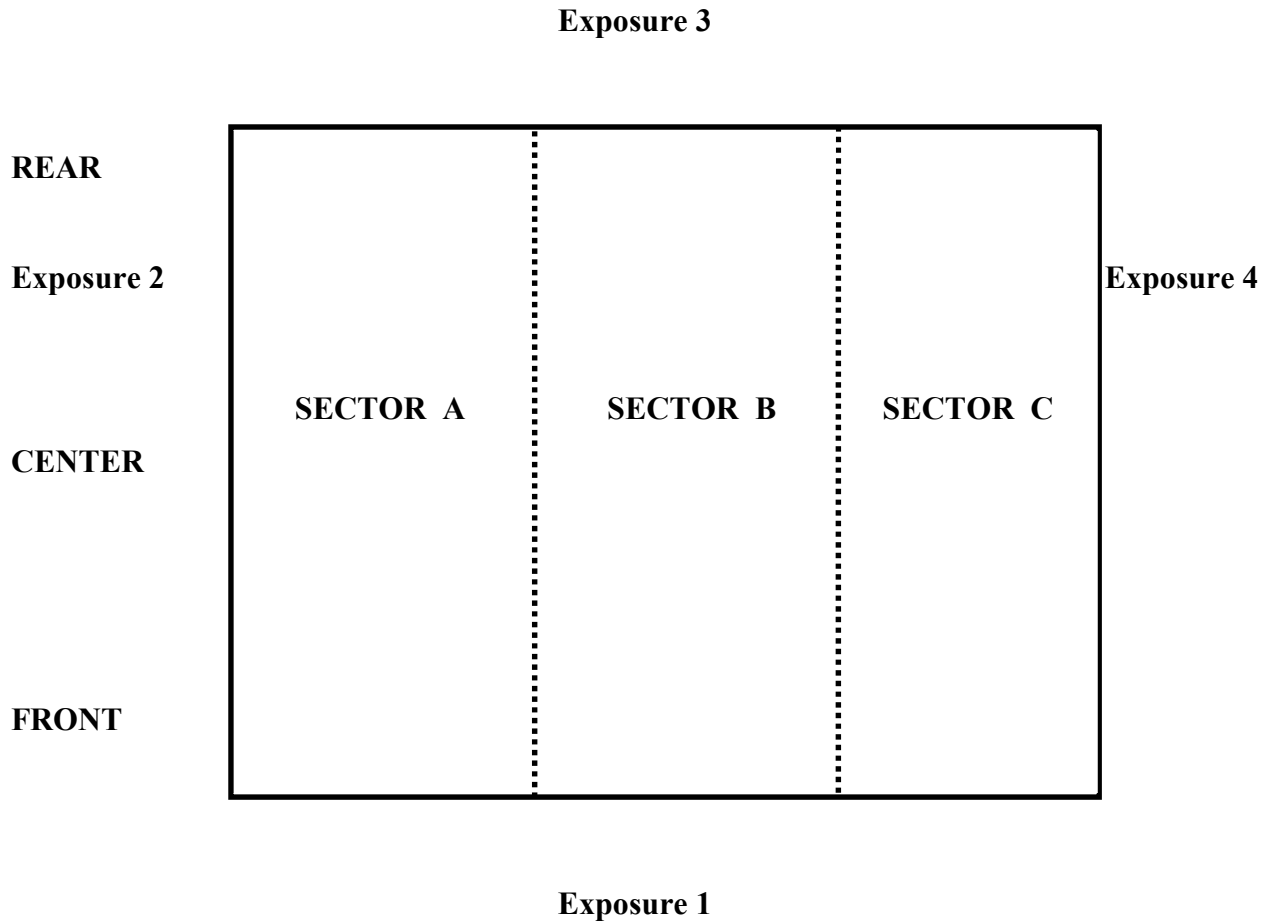 Exposure 3
REAR
Exposure 2
Exposure 4
SECTOR A
SECTOR B
SECTOR C
CENTER
FRONT
Exposure 1